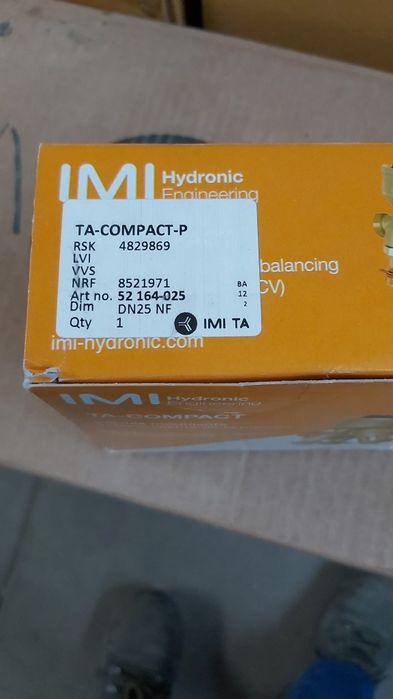 IMI Hydronic
Engineering
TA-COMPACT-P
RSK 4829869
LVI
VVS
NRF 8521971
Art no. 52 164-025
Dim DN25 NF
Qty 1
BA
12
2
IMI TA
balancing
CV)
imi-hydronic.com
IMI Hydronic
Engineering
TA-COMPACT